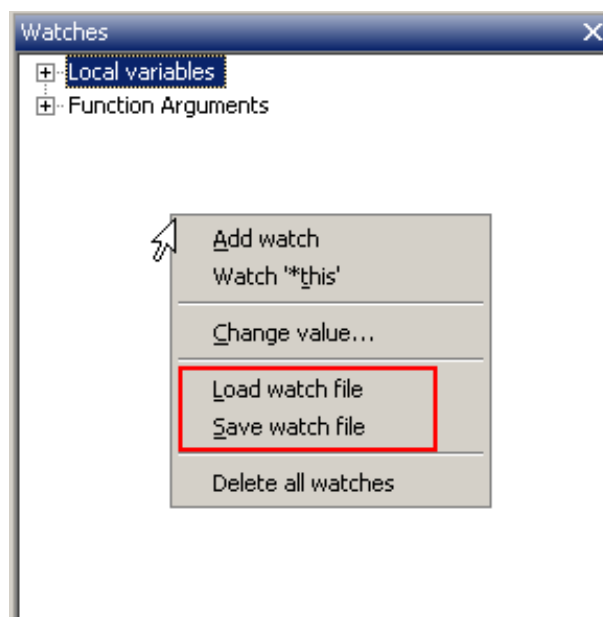 Watches
Local variables
Function Arguments
Add watch
Watch '*this'
Change value...
Load watch file
Save watch file
Delete all watches